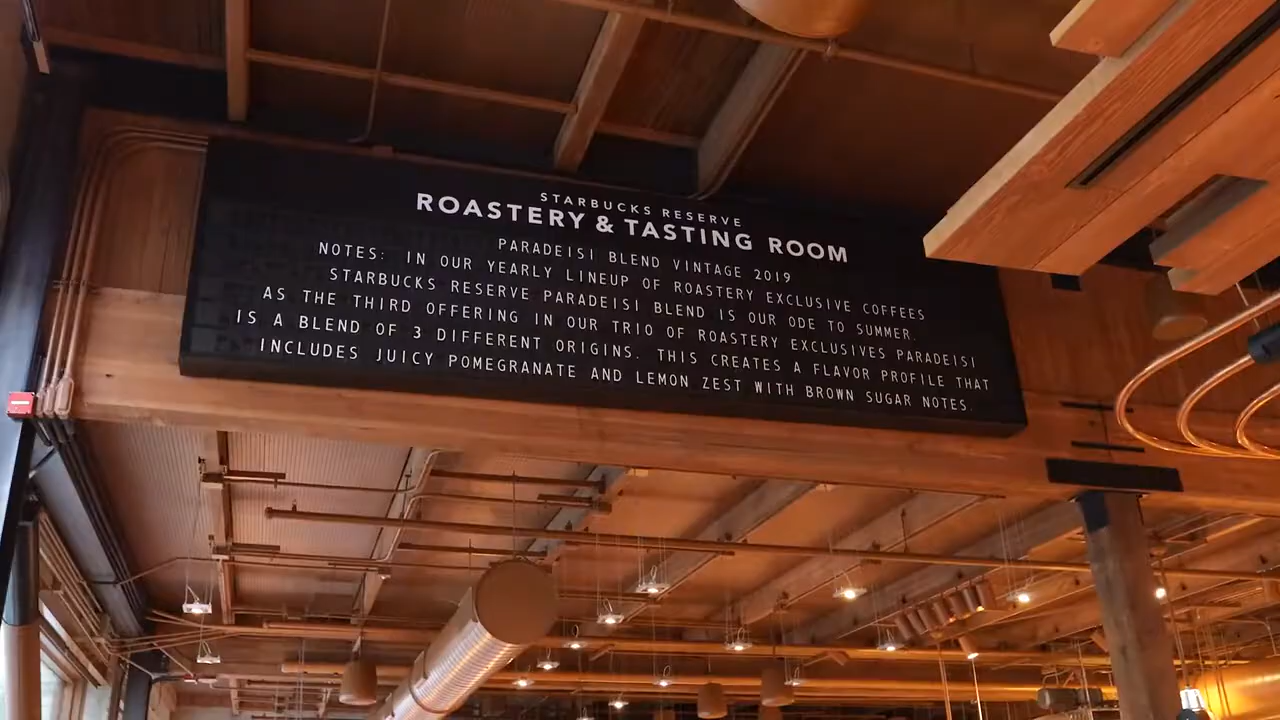 STARBUCKS RESERVE
ROASTERY & TASTING ROOM
PARADEISI BLEND VINTAGE 2019
NOTES: IN OUR YEARLY LINEUP OF ROASTERY EXCLUSIVE COFFEES
STARBUCKS RESERVE PARADEISI BLEND IS OUR ODE TO SUMMER.
AS THE THIRD OFFERING IN OUR TRIO OF ROASTERY EXCLUSIVES PARADEISI
IS A BLEND OF 3 DIFFERENT ORIGINS. THIS CREATES A FLAVOR PROFILE THAT
INCLUDES JUICY POMEGRANATE AND LEMON ZEST WITH BROWN SUGAR NOTES.